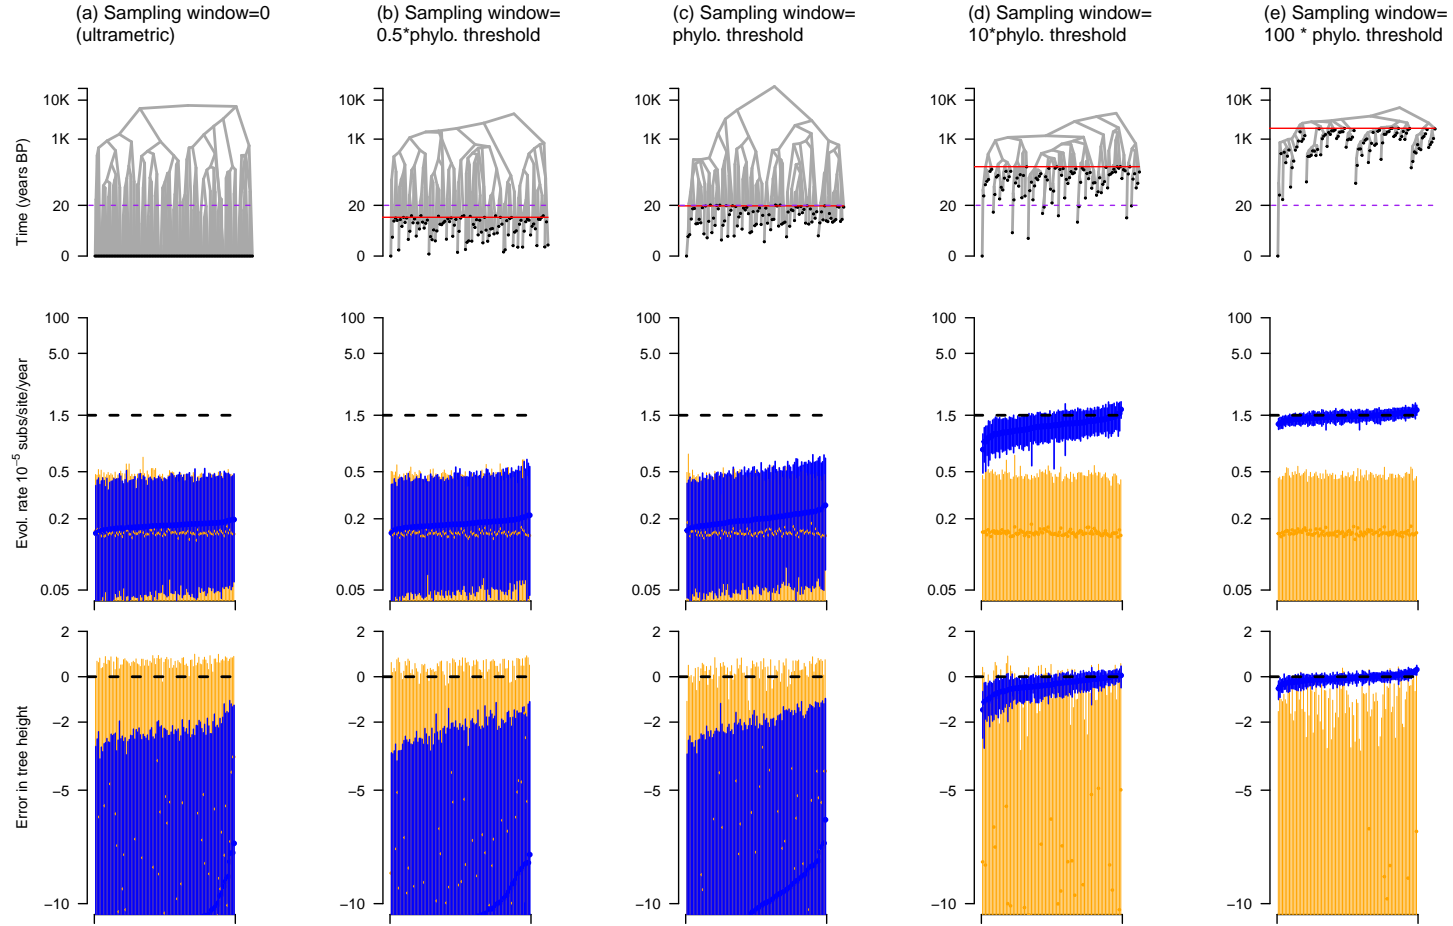 (a) Sampling window=0
(ultrametric)
(b) Sampling window=
0.5*phylo. threshold
(c) Sampling window=
phylo. threshold
(d) Sampling window=
10*phylo. threshold
(e) Sampling window=
100 * phylo. threshold
Time (years BP)
10K
1K
20
0
10K
1K
20
0
10K
1K
20
0
10K
1K
20
0
10K
1K
20
0
Evol. rate 10⁻⁵ subs/site/year
100
5.0
1.5
0.5
0.2
0.05
100
5.0
1.5
0.5
0.2
0.05
100
5.0
1.5
0.5
0.2
0.05
100
5.0
1.5
0.5
0.2
0.05
100
5.0
1.5
0.5
0.2
0.05
Error in tree height
2
0
−2
−5
−10
2
0
−2
−5
−10
2
0
−2
−5
−10
2
0
−2
−5
−10
2
0
−2
−5
−10